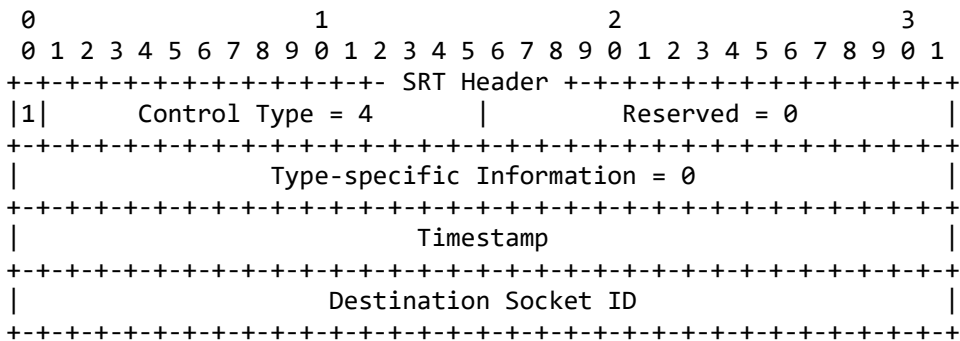 0                   1                   2                   3
 0 1 2 3 4 5 6 7 8 9 0 1 2 3 4 5 6 7 8 9 0 1 2 3 4 5 6 7 8 9 0 1
+-+-+-+-+-+-+-+-+-+-+-+-+- SRT Header +-+-+-+-+-+-+-+-+-+-+-+-+-+
|1|      Control Type = 4       |         Reserved = 0          |
+-+-+-+-+-+-+-+-+-+-+-+-+-+-+-+-+-+-+-+-+-+-+-+-+-+-+-+-+-+-+-+-+
|                 Type-specific Information = 0                 |
+-+-+-+-+-+-+-+-+-+-+-+-+-+-+-+-+-+-+-+-+-+-+-+-+-+-+-+-+-+-+-+-+
|                           Timestamp                           |
+-+-+-+-+-+-+-+-+-+-+-+-+-+-+-+-+-+-+-+-+-+-+-+-+-+-+-+-+-+-+-+-+
|                     Destination Socket ID                     |
+-+-+-+-+-+-+-+-+-+-+-+-+-+-+-+-+-+-+-+-+-+-+-+-+-+-+-+-+-+-+-+-+